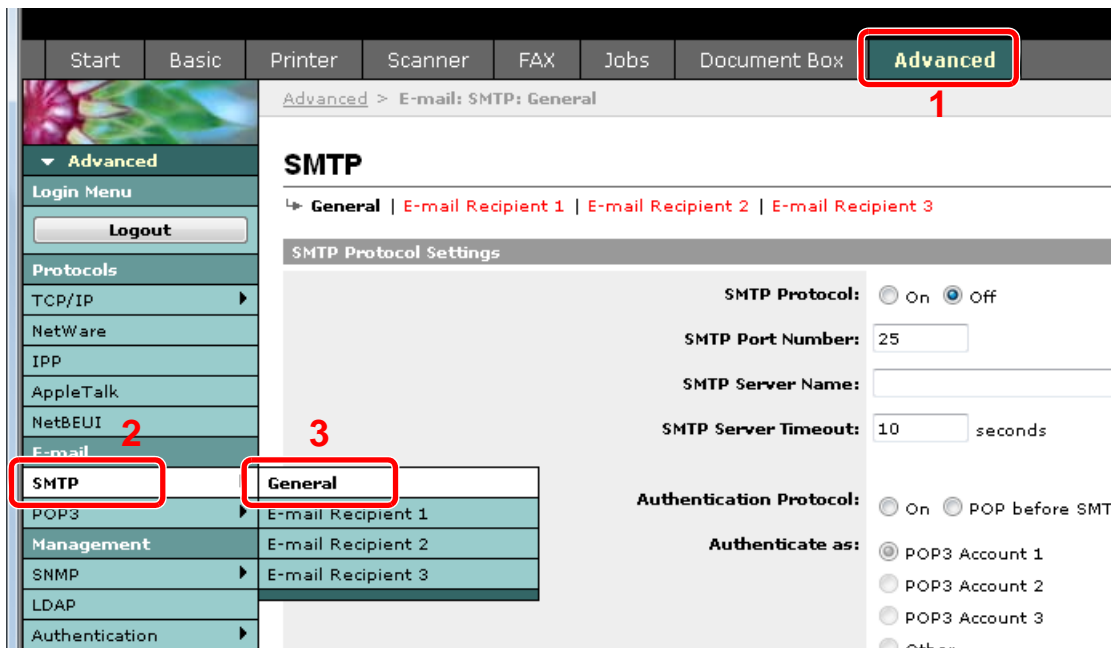 Start Basic Printer Scanner FAX Jobs Document Box Advanced
1
Advanced > E-mail: SMTP: General
Advanced
Login Menu
Logout
Protocols
TCP/IP
NetWare
IPP
AppleTalk
NetBEUI
2
E-mail
SMTP
POP3
Management
SNMP
LDAP
Authentication
3
General
E-mail Recipient 1
E-mail Recipient 2
E-mail Recipient 3
SMTP
General | E-mail Recipient 1 | E-mail Recipient 2 | E-mail Recipient 3
SMTP Protocol Settings
SMTP Protocol: On Off
SMTP Port Number: 25
SMTP Server Name:
SMTP Server Timeout: 10 seconds
Authentication Protocol: On POP before SMT
Authenticate as: POP3 Account 1
POP3 Account 2
POP3 Account 3
Other